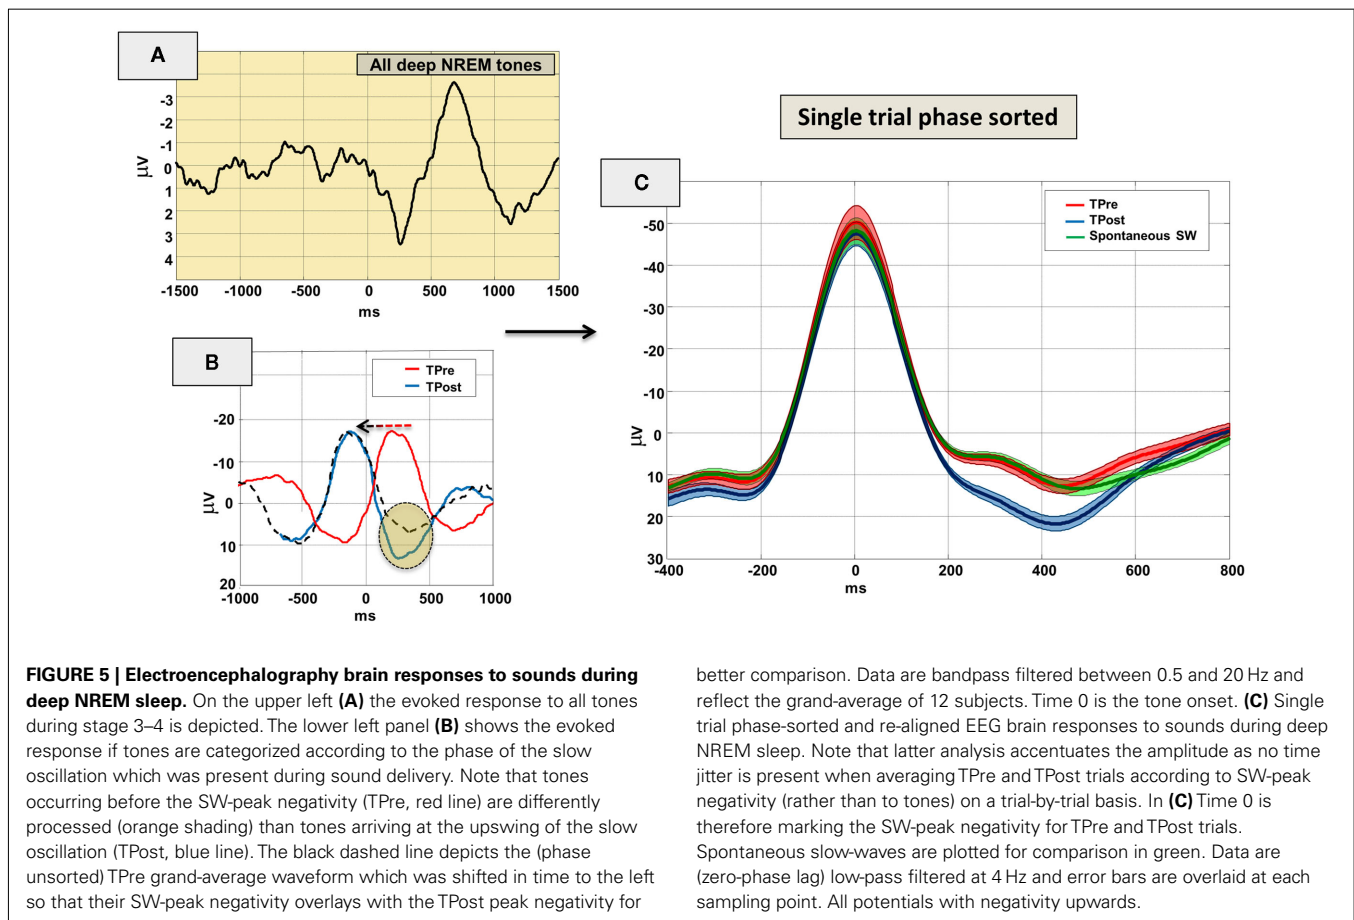 A
All deep NREM tones
-3
-2
-1
0
1
2
3
4
μv
-1500 -1000 -500 0 500 1000 1500
ms
Single trial phase sorted
B
TPre
TPost
-20
-10
0
10
20
μv
-1000 -500 0 500 1000
ms
C
TPre
TPost
Spontaneous SW
-50
-40
-30
-20
-10
0
10
20
30
μv
-400 -200 0 200 400 600 800
ms
FIGURE 5 | Electroencephalography brain responses to sounds during
deep NREM sleep. On the upper left (A) the evoked response to all tones
during stage 3–4 is depicted. The lower left panel (B) shows the evoked
response if tones are categorized according to the phase of the slow
oscillation which was present during sound delivery. Note that tones
occurring before the SW-peak negativity (TPre, red line) are differently
processed (orange shading) than tones arriving at the upswing of the slow
oscillation (TPost, blue line). The black dashed line depicts the (phase
unsorted) TPre grand-average waveform which was shifted in time to the left
so that their SW-peak negativity overlays with the TPost peak negativity for
better comparison. Data are bandpass filtered between 0.5 and 20 Hz and
reflect the grand-average of 12 subjects. Time 0 is the tone onset. (C) Single
trial phase-sorted and re-aligned EEG brain responses to sounds during deep
NREM sleep. Note that latter analysis accentuates the amplitude as no time
jitter is present when averaging TPre and TPost trials according to SW-peak
negativity (rather than to tones) on a trial-by-trial basis. In (C) Time 0 is
therefore marking the SW-peak negativity for TPre and TPost trials.
Spontaneous slow-waves are plotted for comparison in green. Data are
(zero-phase lag) low-pass filtered at 4 Hz and error bars are overlaid at each
sampling point. All potentials with negativity upwards.